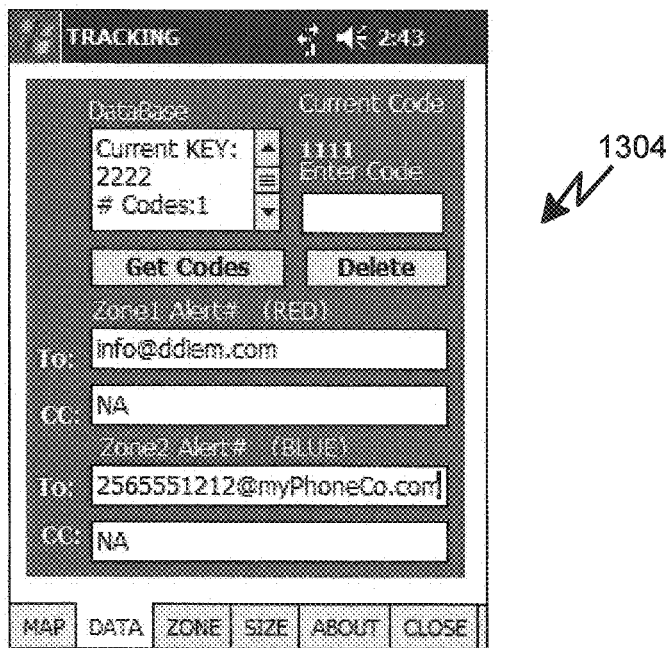 TRACKING 2:43
DataBase Current Code
Current KEY:
2222
# Codes:1
1111
Enter Code
Get Codes Delete
Zone1 Alert# (RED)
To: info@ddiem.com
CC: NA
Zone2 Alert# (BLUE)
To: 2565551212@myPhoneCo.com
CC: NA
MAP DATA ZONE SIZE ABOUT CLOSE
1304